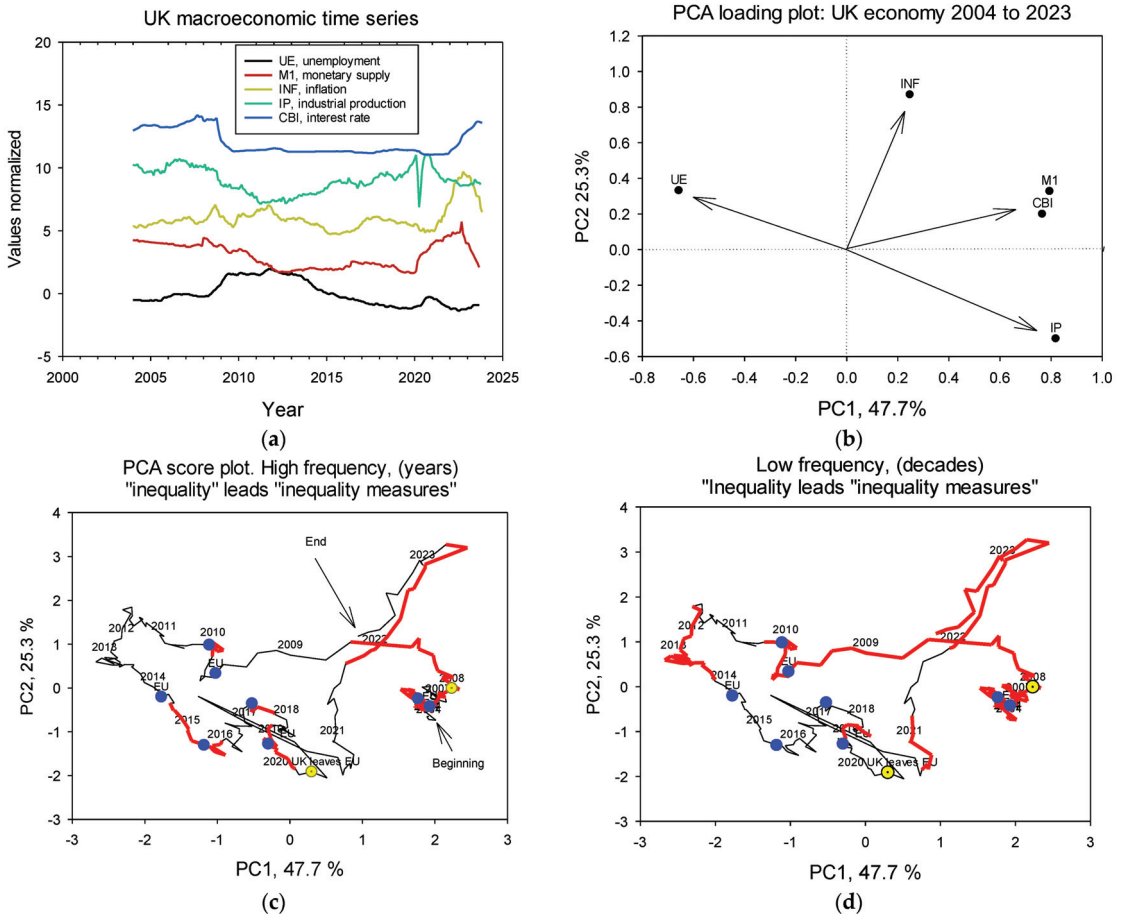 UK macroeconomic time series
20
15
10
5
0
-5
Values normalized
UE, unemployment
M1, monetary supply
INF, inflation
IP, industrial production
CBI, interest rate
2000 2005 2010 2015 2020 2025
Year
(a)
PCA loading plot: UK economy 2004 to 2023
1.2
1.0
0.8
0.6
0.4
0.2
0.0
-0.2
-0.4
-0.6
PC2 25.3%
INF
UE
M1
CBI
IP
-0.8 -0.6 -0.4 -0.2 0.0 0.2 0.4 0.6 0.8 1.0
PC1, 47.7%
(b)
PCA score plot. High frequency, (years)
"inequality" leads "inequality measures"
4
3
2
1
0
-1
-2
-3
PC2, 25.3 %
End
2023
2012
2011
2010
2009
2022
2013
EU
2014
EU
2008
2015
2016
2017
2018
EU
2021
Beginning
2020 UK leaves EU
-3 -2 -1 0 1 2 3
PC1, 47.7 %
(c)
Low frequency, (decades)
"Inequality leads "inequality measures"
4
3
2
1
0
-1
-2
-3
PC2, 25.3 %
2023
2012
2011
2010
2009
2022
2013
EU
2014
EU
2008
2015
2016
2017
2018
EU
2021
2020 UK leaves EU
-3 -2 -1 0 1 2 3
PC1, 47.7 %
(d)